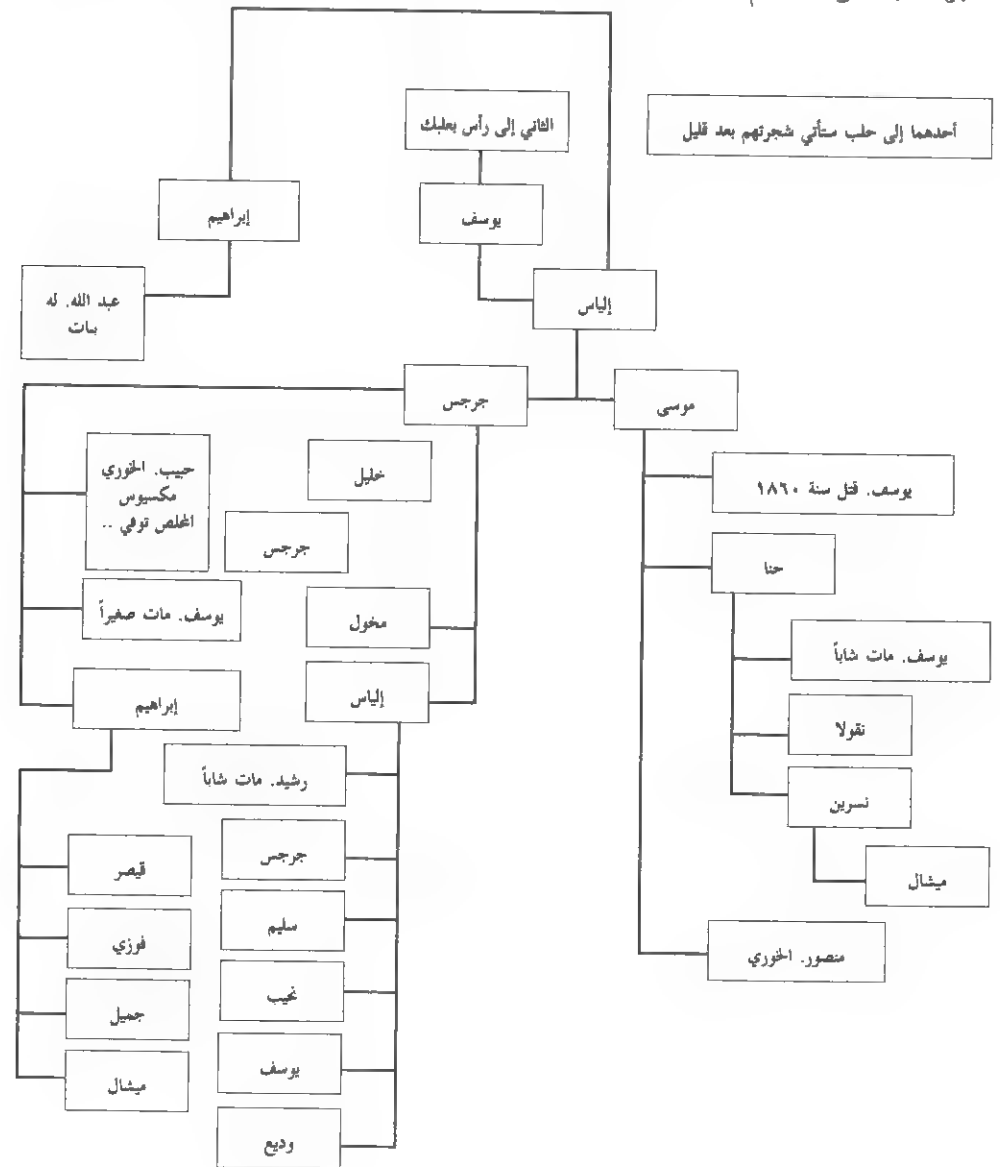 أحدهما إلى حلب ستأتي شجرتهم بعد قليل
الثاني إلى رأس بعلبك
يوسف
إبراهيم
إلياس
عبد الله. له
بنات
جرجس
موسى
يوسف. قتل سنة ١٨٦٠
حنا
يوسف. مات شاباً
نقولا
نسرين
ميشال
منصور. الخوري
خليل
جرجس
مخول
إلياس
رشيد. مات شاباً
جرجس
سليم
نجيب
يوسف
وديع
حبيب. الخوري
مكسيوس
المخلص توفي ..
يوسف. مات صغيراً
إبراهيم
قيصر
فوزي
جميل
ميشال